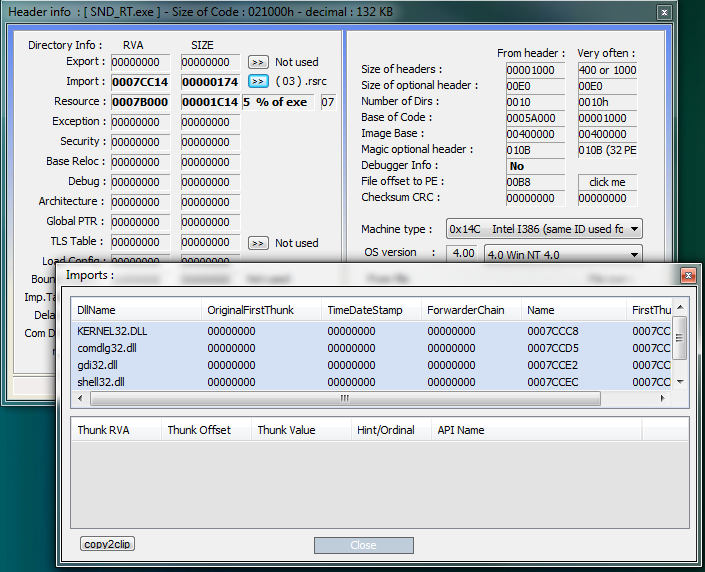 Header info : [ SND_RT.exe ] - Size of Code : 021000h - decimal : 132 KB
Directory Info : RVA SIZE
Export : 00000000 00000000 >> Not used
Import : 0007CC14 00000174 >> ( 03 ) .rsrc
Resource : 0007B000 00001C14 5 % of exe 07
Exception : 00000000 00000000
Security : 00000000 00000000
Base Reloc : 00000000 00000000
Debug : 00000000 00000000
Architecture : 00000000 00000000
Global PTR : 00000000 00000000
TLS Table : 00000000 00000000 >> Not used
Load Config : 00000000 00000000
Boun
Imp.Ta
Dela
Com D
From header : Very often :
Size of headers : 00001000 400 or 1000
Size of optional header : 00E0 00E0
Number of Dirs : 0010 0010h
Base of Code : 0005A000 00001000
Image Base : 00400000 00400000
Magic optional header : 010B 010B (32 PE
Debugger Info : No
File offset to PE : 00B8 click me
Checksum CRC : 00000000 00000000
Machine type : 0x14C Intel I386 (same ID used fo
OS version : 4.00 4.0 Win NT 4.0
Imports :
DllName OriginalFirstThunk TimeDateStamp ForwarderChain Name FirstThu
KERNEL32.DLL 00000000 00000000 00000000 0007CCC8 0007CC
comdlg32.dll 00000000 00000000 00000000 0007CCD5 0007CC
gdi32.dll 00000000 00000000 00000000 0007CCE2 0007CC
shell32.dll 00000000 00000000 00000000 0007CCEC 0007CC
Thunk RVA Thunk Offset Thunk Value Hint/Ordinal API Name
copy2clip Close